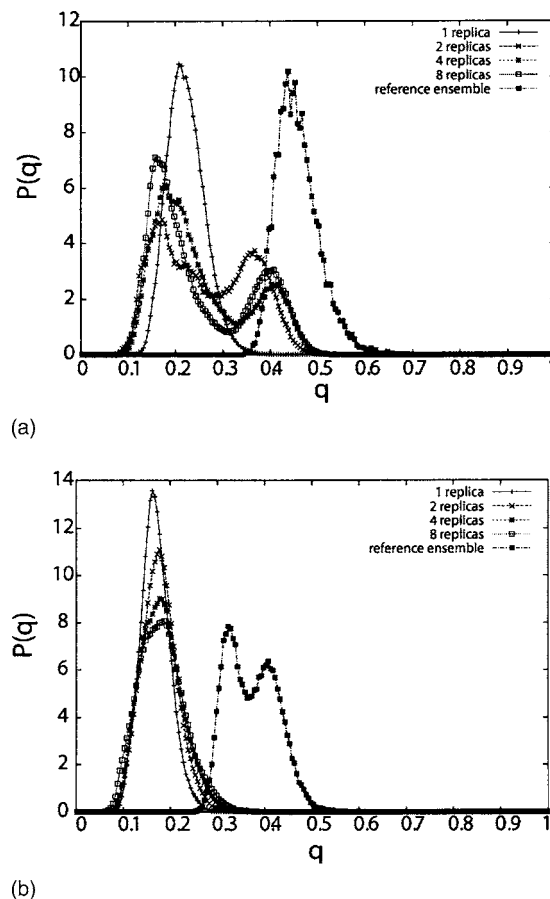 12
10
8
6
4
2
0
P(q)
1 replica
2 replicas
4 replicas
8 replicas
reference ensemble
0 0.1 0.2 0.3 0.4 0.5 0.6 0.7 0.8 0.9 1
q
(a)
14
12
10
8
6
4
2
0
P(q)
1 replica
2 replicas
4 replicas
8 replicas
reference ensemble
0 0.1 0.2 0.3 0.4 0.5 0.6 0.7 0.8 0.9 1
q
(b)